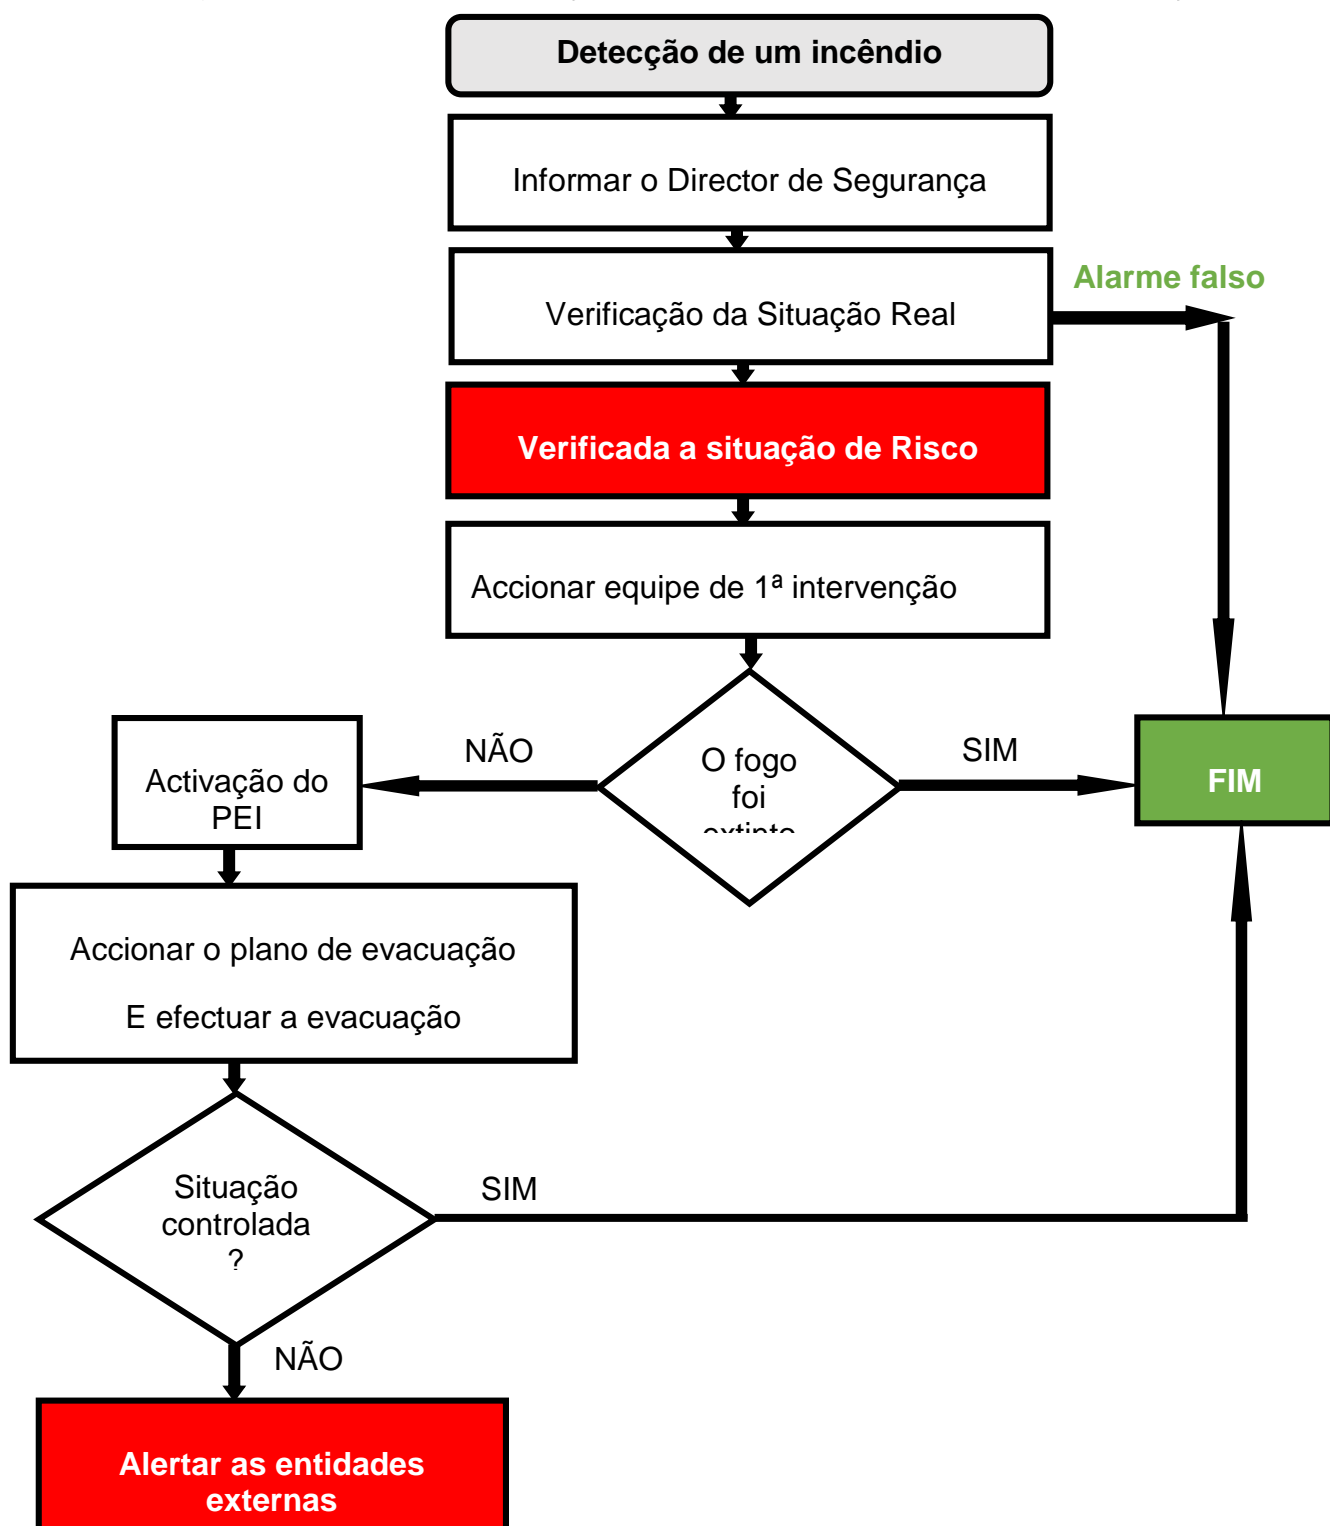 Detecção de um incêndio
Informar o Director de Segurança
Alarme falso
Verificação da Situação Real
Verificada a situação de Risco
Accionar equipe de 1ª intervenção
NÃO
SIM
O fogo
foi
extinto
Activação do
PEI
FIM
Accionar o plano de evacuação
E efectuar a evacuação
Situação
controlada
?
SIM
NÃO
Alertar as entidades
externas